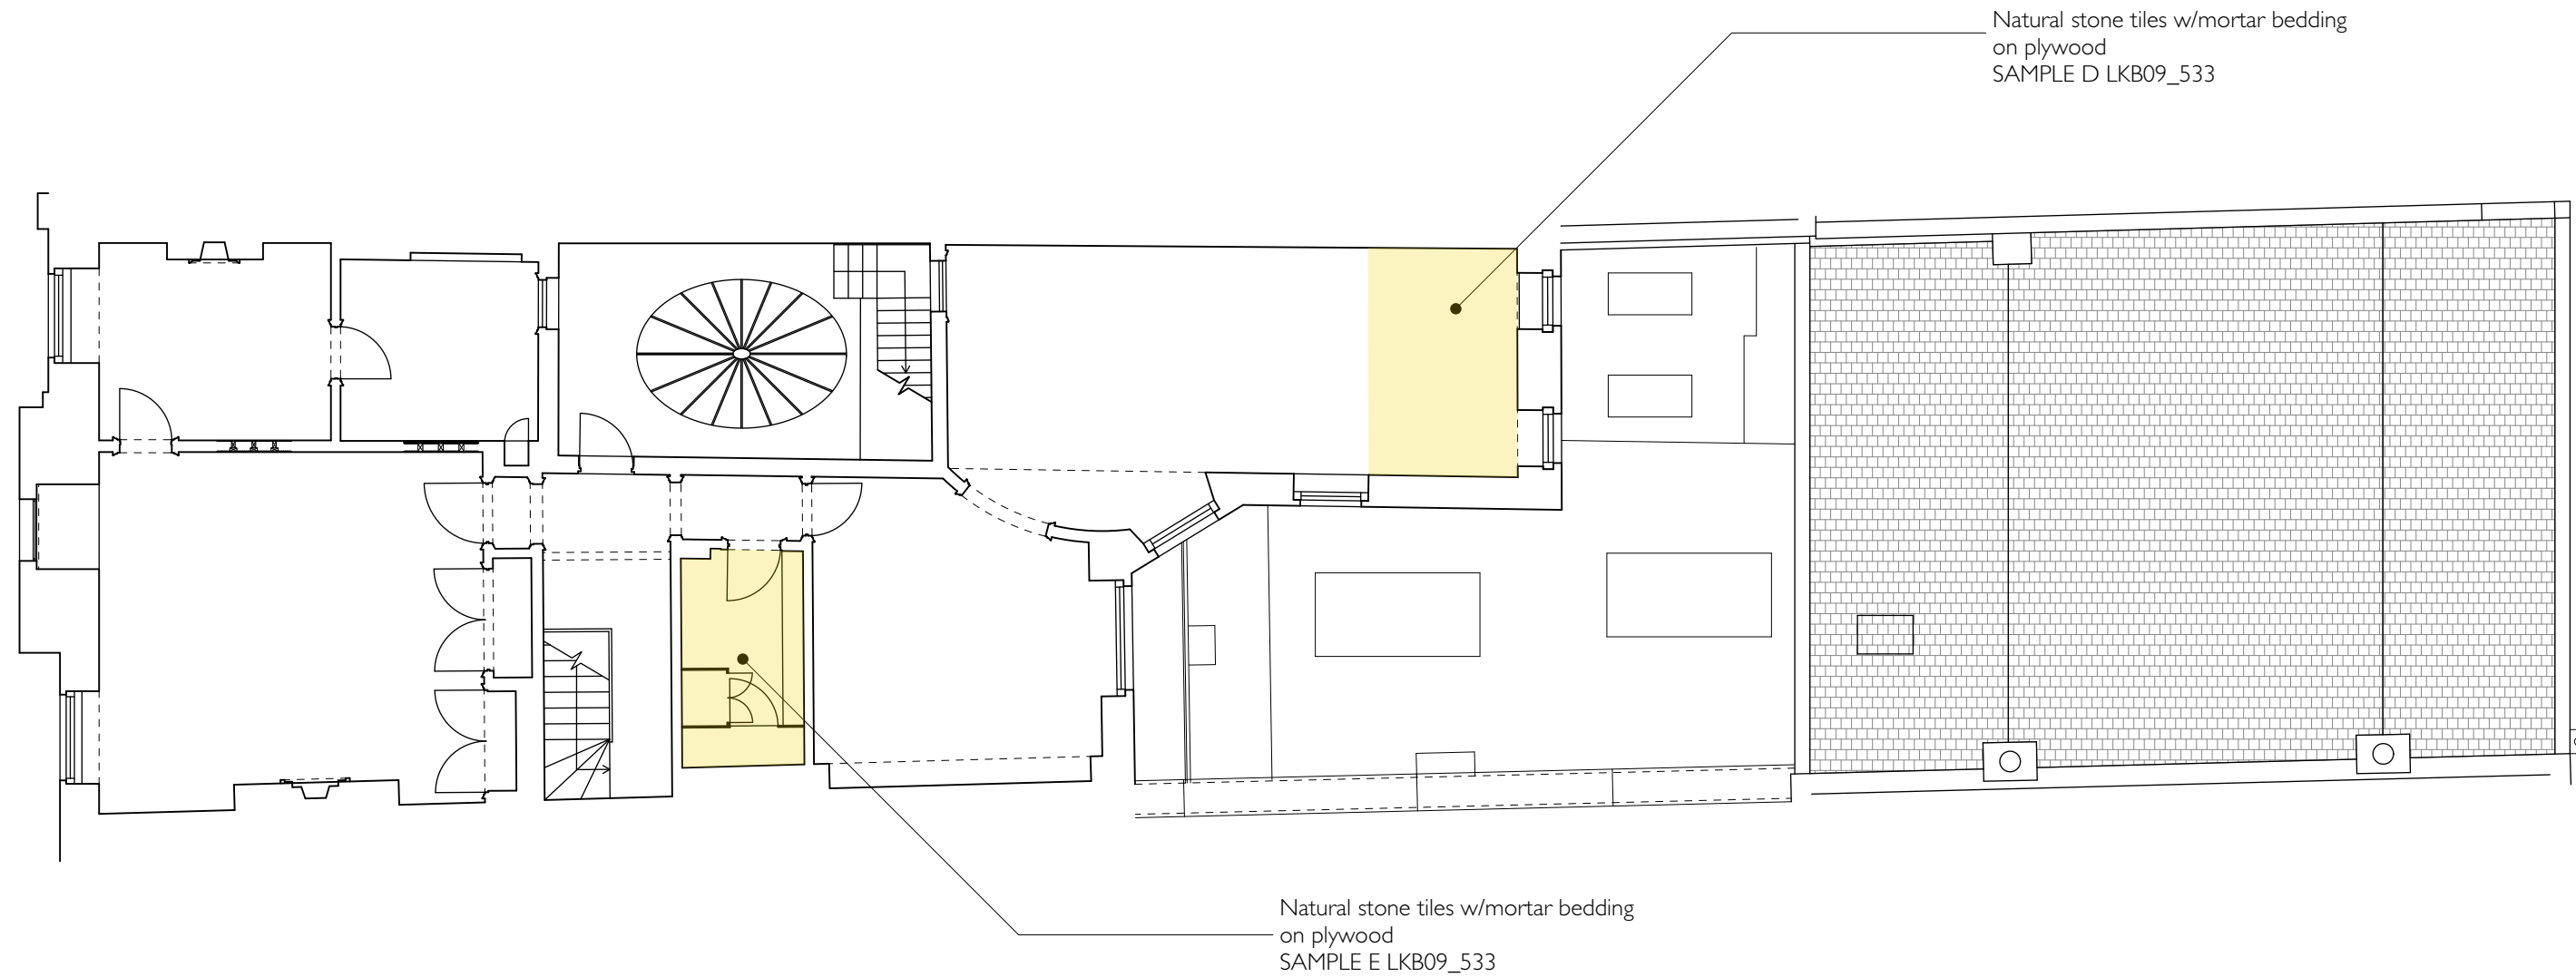 Natural stone tiles w/mortar bedding
on plywood
SAMPLE D LKB09_533
Natural stone tiles w/mortar bedding
on plywood
SAMPLE E LKB09_533